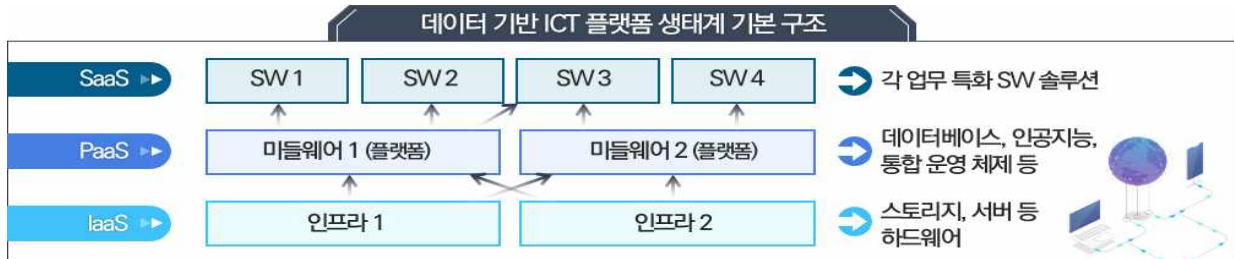 데이터 기반 ICT 플랫폼 생태계 기본 구조
SaaS
SW 1
SW 2
SW 3
SW 4
각 업무 특화 SW 솔루션
PaaS
미들웨어 1 (플랫폼)
미들웨어 2 (플랫폼)
데이터베이스, 인공지능,
통합 운영 체제 등
IaaS
인프라 1
인프라 2
스토리지, 서버 등
하드웨어